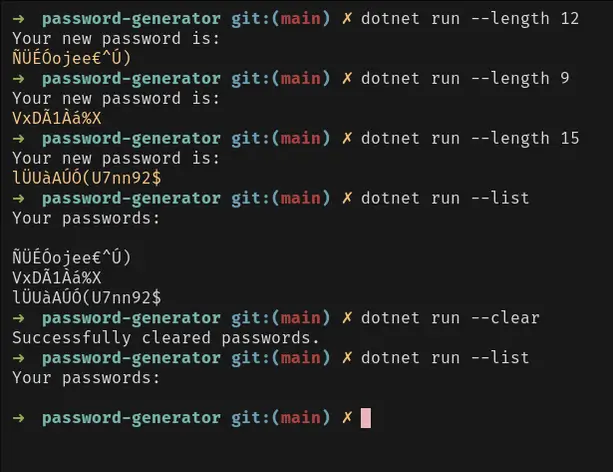 ➜ password-generator git:(main) ✗ dotnet run --length 12
Your new password is:
ÑÜÉÓojee€^Ú)
➜ password-generator git:(main) ✗ dotnet run --length 9
Your new password is:
VxDÃ1Àá%X
➜ password-generator git:(main) ✗ dotnet run --length 15
Your new password is:
lÜUàAÚÓ(U7nn92$
➜ password-generator git:(main) ✗ dotnet run --list
Your passwords:
ÑÜÉÓojee€^Ú)
VxDÃ1Àá%X
lÜUàAÚÓ(U7nn92$
➜ password-generator git:(main) ✗ dotnet run --clear
Successfully cleared passwords.
➜ password-generator git:(main) ✗ dotnet run --list
Your passwords:
➜ password-generator git:(main) ✗